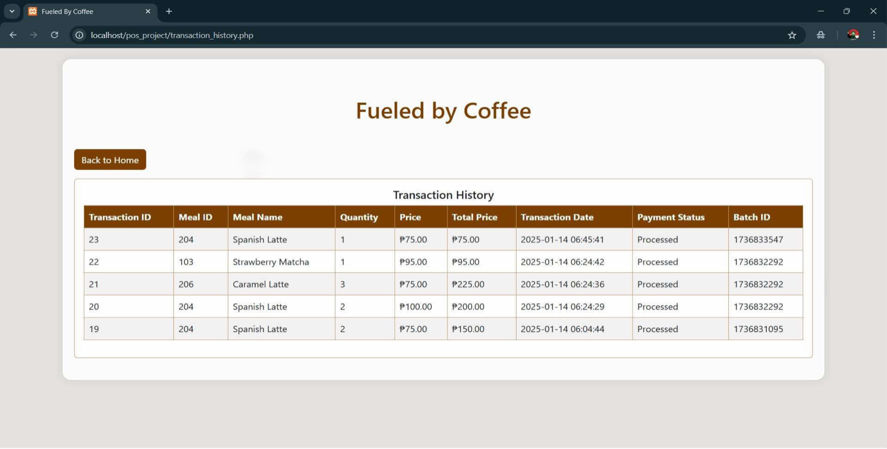 Fueled By Coffee
localhost/pos_project/transaction_history.php
Fueled by Coffee
Back to Home
Transaction History
Transaction ID Meal ID Meal Name Quantity Price Total Price Transaction Date Payment Status Batch ID
23 204 Spanish Latte 1 ₱75.00 ₱75.00 2025-01-14 06:45:41 Processed 1736833547
22 103 Strawberry Matcha 1 ₱95.00 ₱95.00 2025-01-14 06:24:42 Processed 1736832292
21 206 Caramel Latte 3 ₱75.00 ₱225.00 2025-01-14 06:24:36 Processed 1736832292
20 204 Spanish Latte 2 ₱100.00 ₱200.00 2025-01-14 06:24:29 Processed 1736832292
19 204 Spanish Latte 2 ₱75.00 ₱150.00 2025-01-14 06:04:44 Processed 1736831095